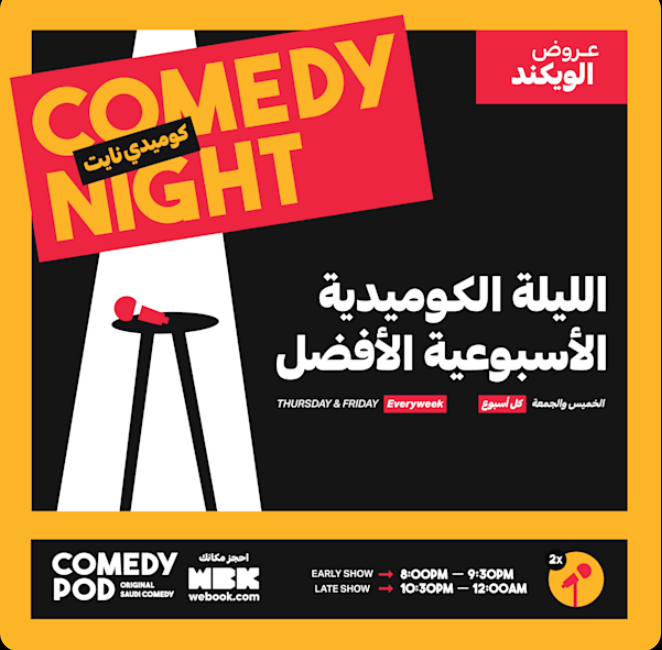 عروض
الويكند
COMEDY
كوميدي نايت
NIGHT
الليلة الكوميدية
الأسبوعية الأفضل
THURSDAY & FRIDAY Everyweek
الخميس والجمعة كل أسبوع
COMEDY
POD ORIGINAL
SAUDI COMEDY
احجز مكانك
WBK
webook.com
EARLY SHOW → 8:00PM — 9:30PM
LATE SHOW → 10:30PM — 12:00AM
2x